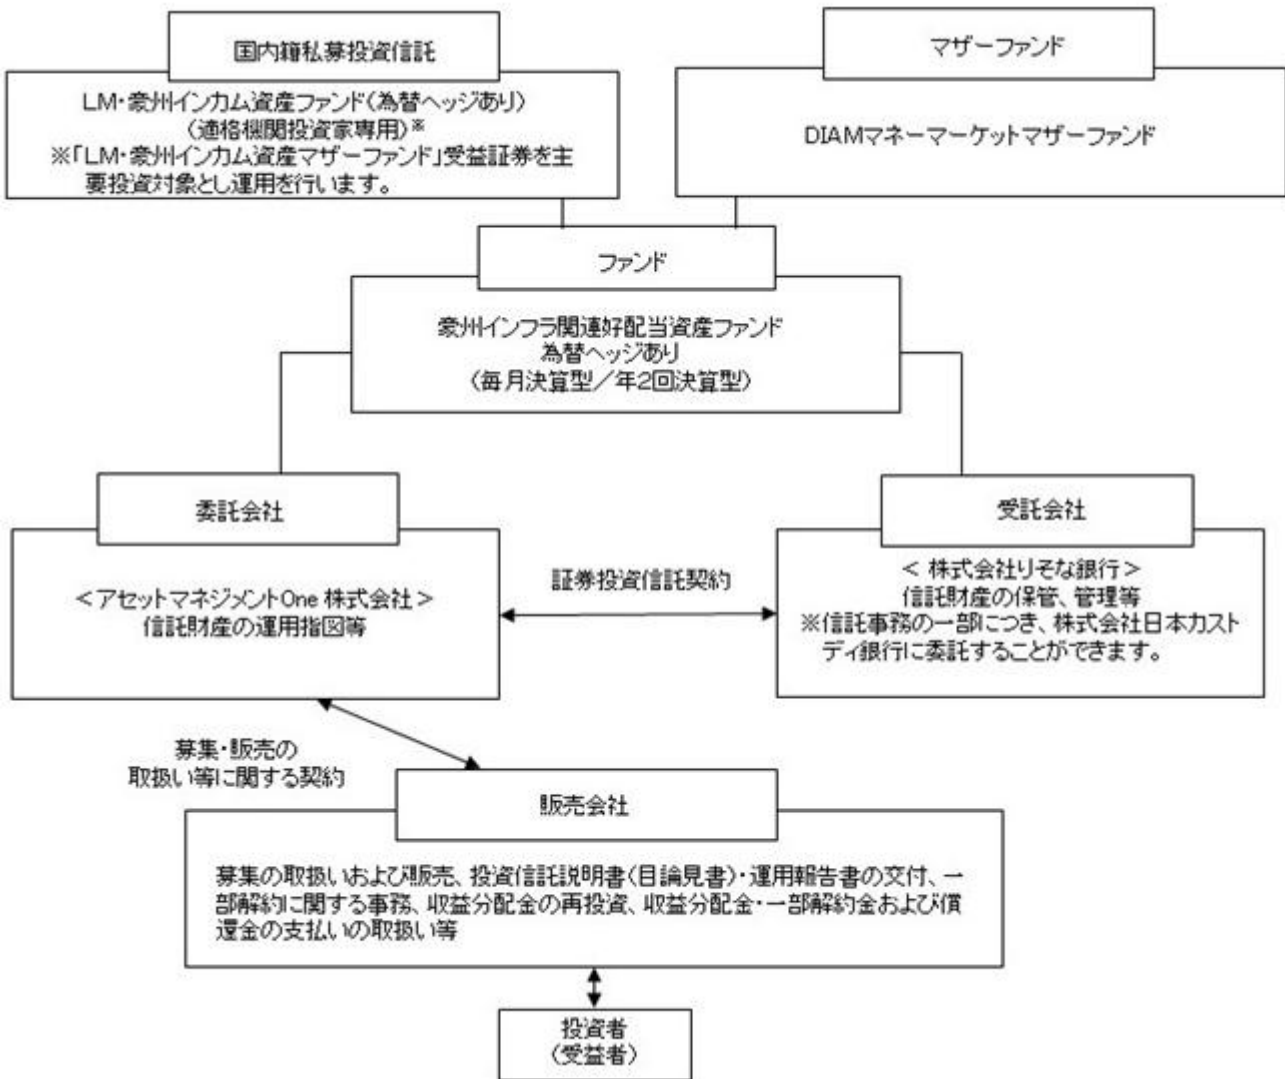 国内籍私募投資信託
LM・豪州インカム資産ファンド(為替ヘッジあり)
(適格機関投資家専用)※
※「LM・豪州インカム資産マザーファンド」受益証券を主
要投資対象とし運用を行います。
マザーファンド
DIAMマネーマーケットマザーファンド
ファンド
豪州インフラ関連好配当資産ファンド
為替ヘッジあり
(毎月決算型/年2回決算型)
委託会社
<アセットマネジメントOne 株式会社>
信託財産の運用指図等
証券投資信託契約
受託会社
< 株式会社りそな銀行>
信託財産の保管、管理等
※信託事務の一部につき、株式会社日本カスト
ディ銀行に委託することができます。
募集・販売の
取扱い等に関する契約
販売会社
募集の取扱いおよび販売、投資信託説明書(目論見書)・運用報告書の交付、一
部解約に関する事務、収益分配金の再投資、収益分配金・一部解約金および償
還金の支払いの取扱い等
投資者
(受益者)